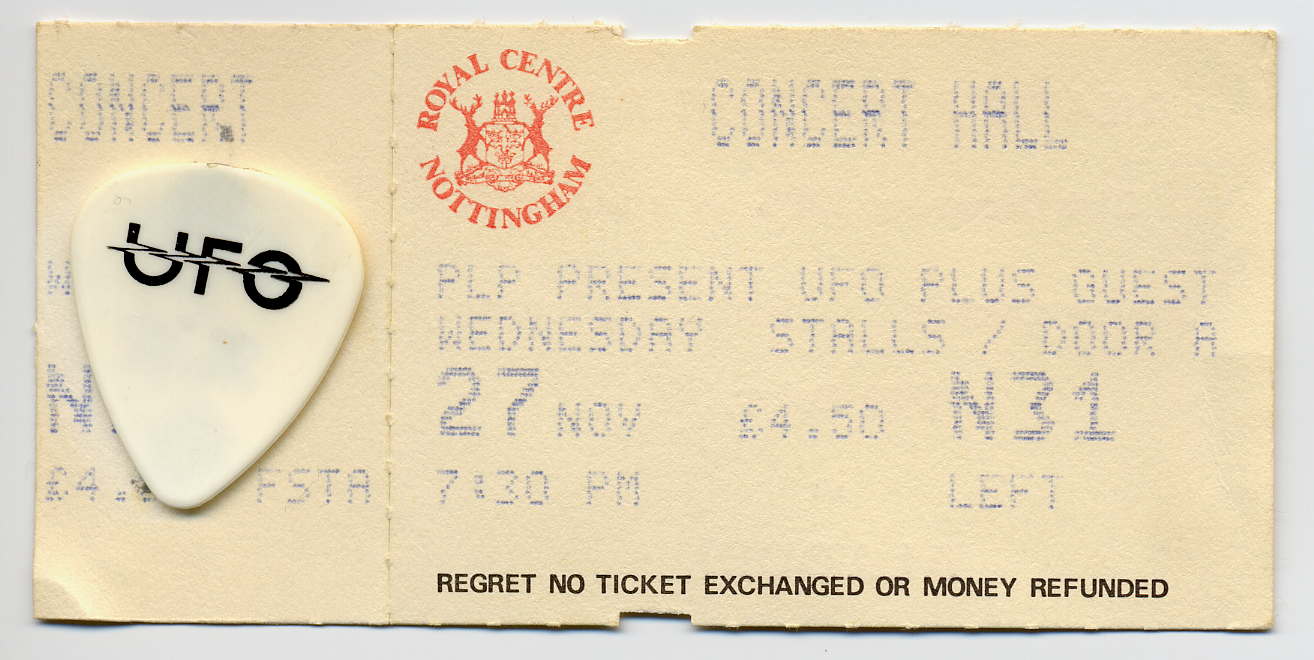 CONCERT
UFO
N
£4.
FSTA
ROYAL CENTRE
NOTTINGHAM
CONCERT HALL
PLP PRESENT UFO PLUS GUEST
WEDNESDAY STALLS / DOOR A
27 NOV £4.50 N31
7:30 PM LEFT
REGRET NO TICKET EXCHANGED OR MONEY REFUNDED